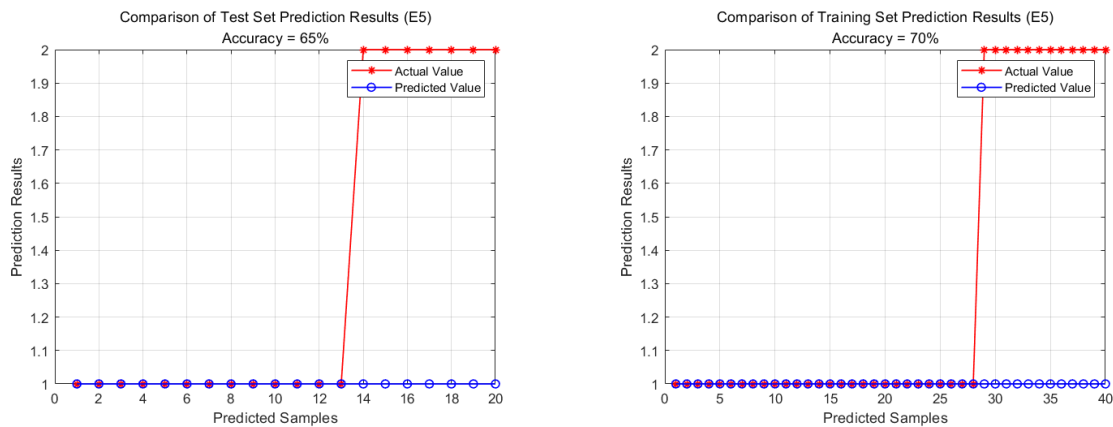 Comparison of Test Set Prediction Results (E5)
Accuracy = 65%
2
1.9
1.8
1.7
1.6
1.5
1.4
1.3
1.2
1.1
1
Prediction Results
Actual Value
Predicted Value
0 2 4 6 8 10 12 14 16 18 20
Predicted Samples
Comparison of Training Set Prediction Results (E5)
Accuracy = 70%
2
1.9
1.8
1.7
1.6
1.5
1.4
1.3
1.2
1.1
1
Prediction Results
Actual Value
Predicted Value
0 5 10 15 20 25 30 35 40
Predicted Samples